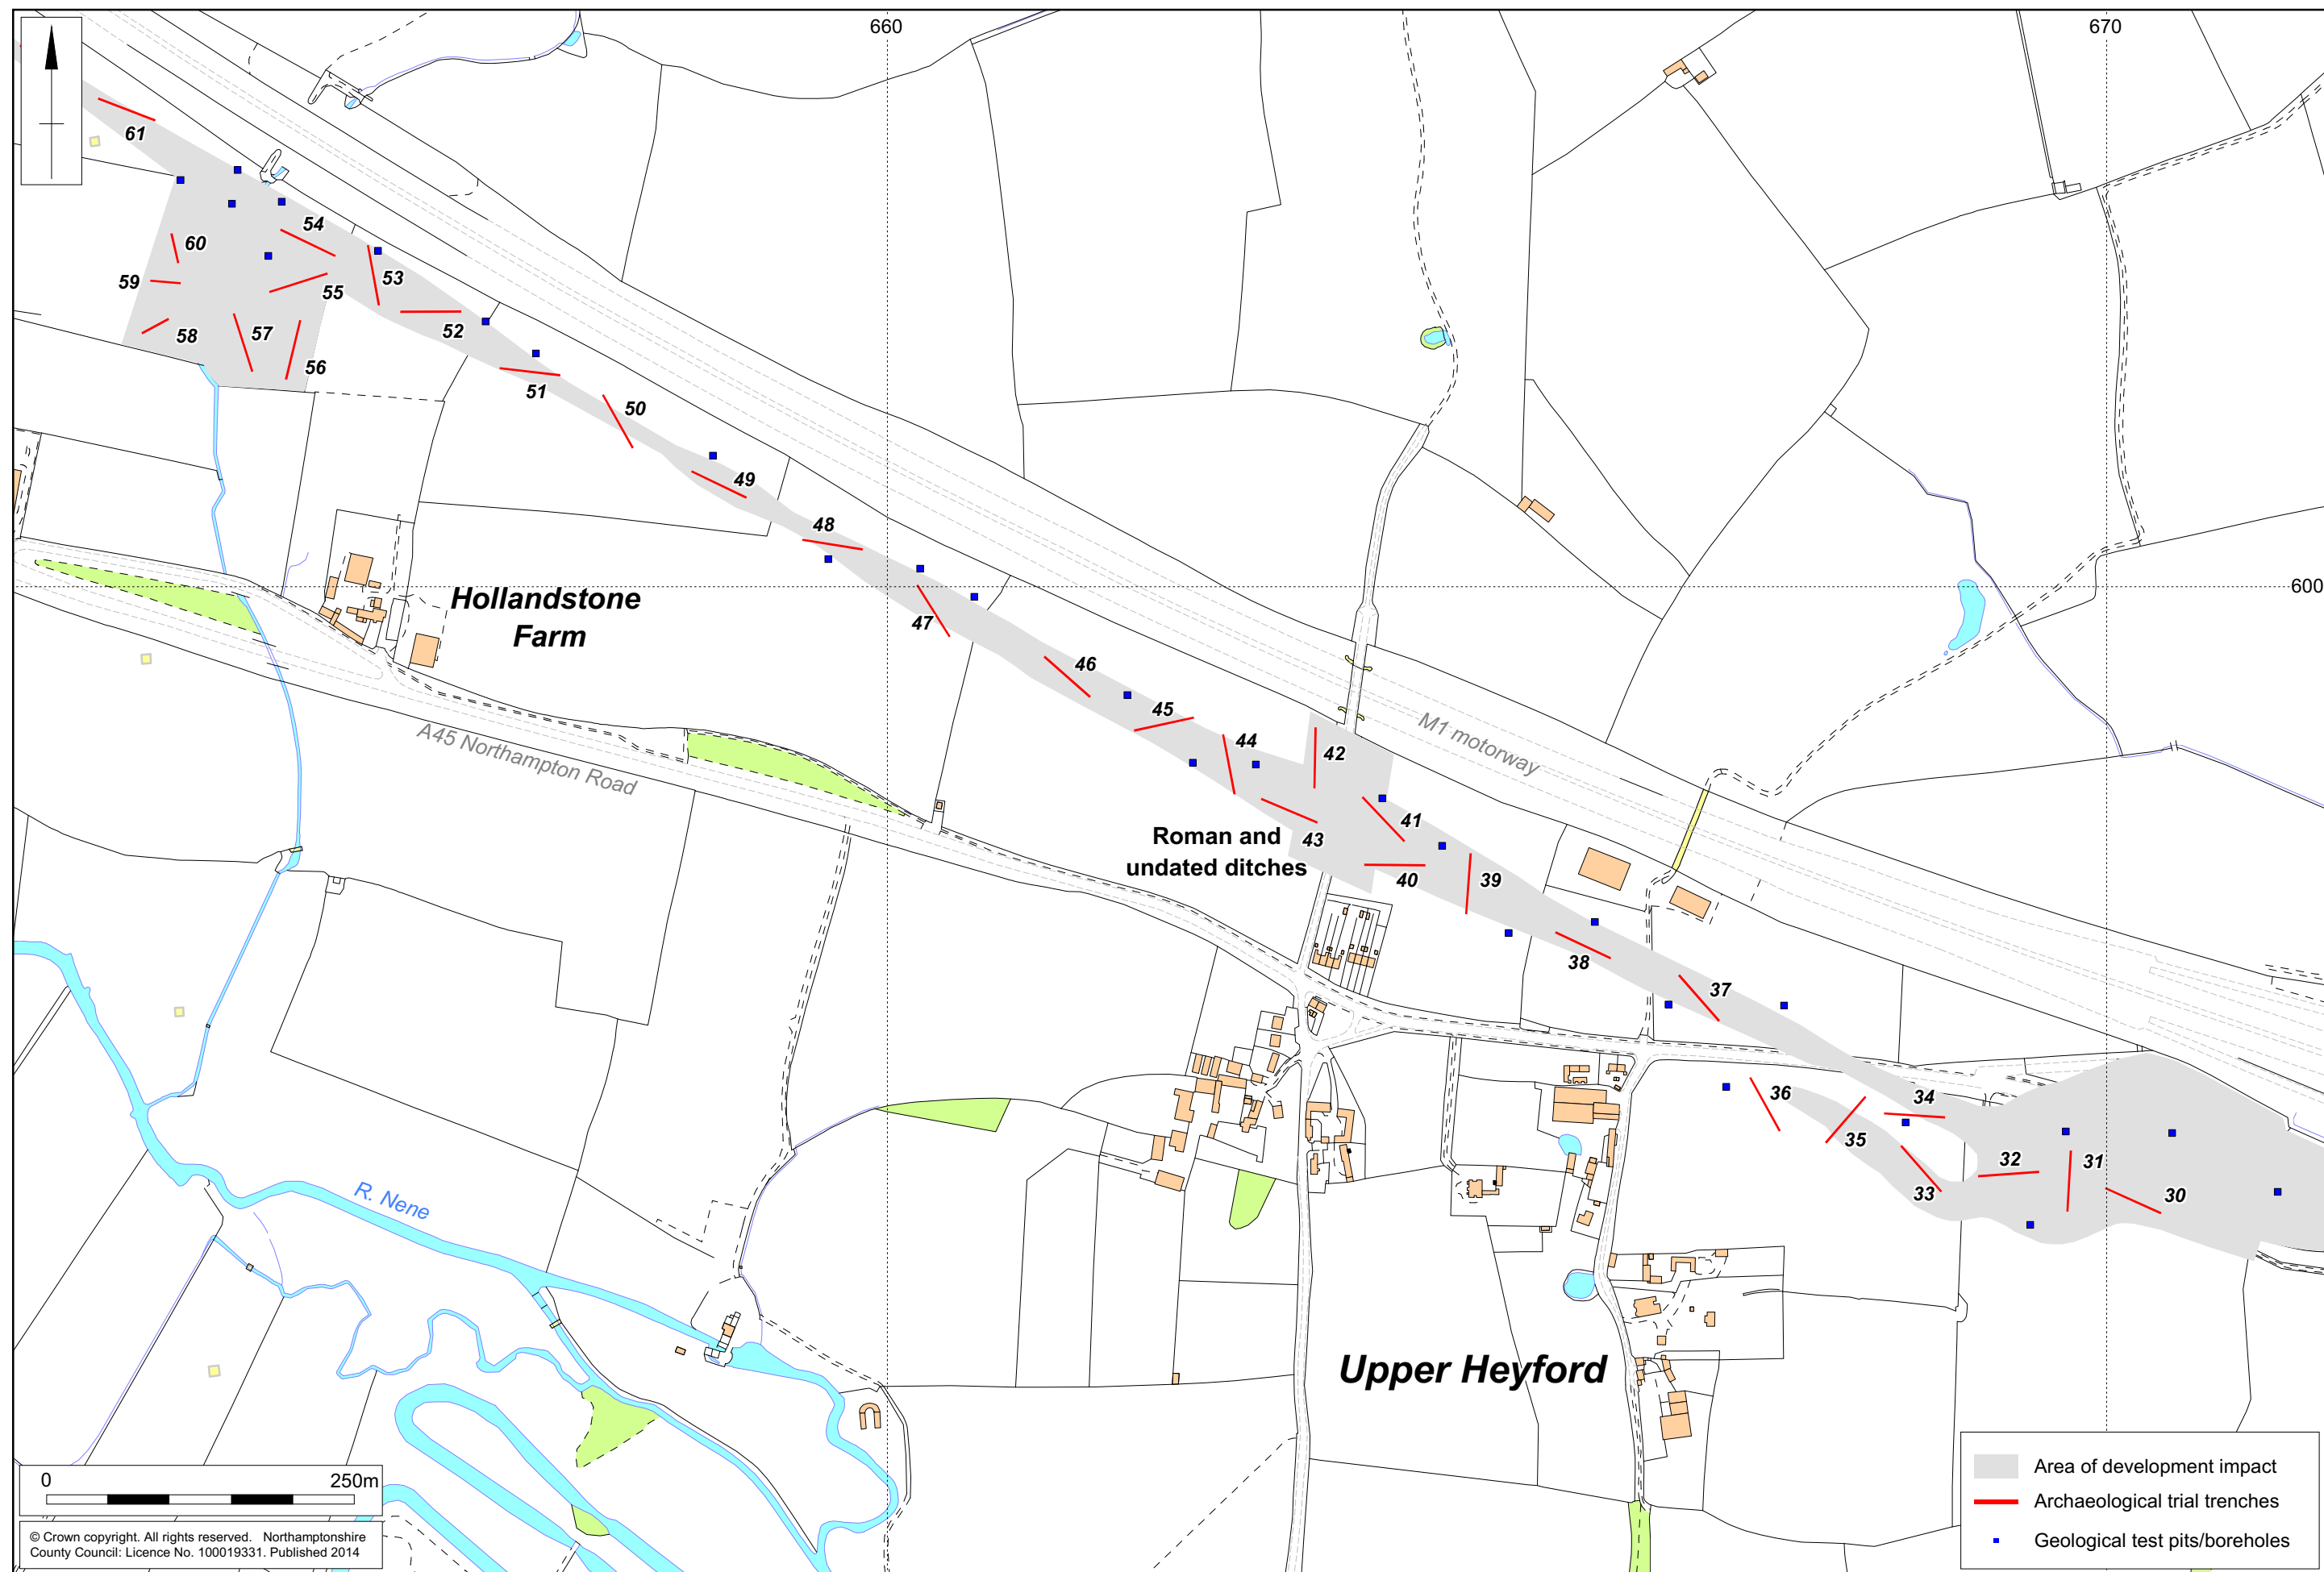 660
670
61
54
60
53
59
55
52
58
57
56
51
50
49
48
600
Hollandstone
Farm
47
46
45
44
42
M1 motorway
A45 Northampton Road
41
43
Roman and
undated ditches
40
39
38
37
36
34
35
32
31
33
30
R. Nene
Upper Heyford
0 250m
© Crown copyright. All rights reserved. Northamptonshire
County Council: Licence No. 100019331. Published 2014
Area of development impact
Archaeological trial trenches
Geological test pits/boreholes